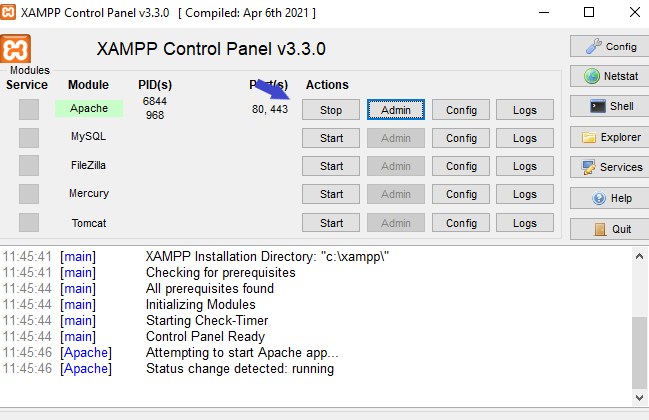 XAMPP Control Panel v3.3.0 [ Compiled: Apr 6th 2021 ]
XAMPP Control Panel v3.3.0
Config
Modules
Service Module PID(s) Actions
Netstat
Apache 6844 968 80, 443 Stop Admin Config Logs
Shell
MySQL Start Admin Config Logs
Explorer
FileZilla Start Admin Config Logs
Services
Mercury Start Admin Config Logs
Help
Tomcat Start Admin Config Logs
Quit
11:45:41 [main] XAMPP Installation Directory: "c:\xampp\"
11:45:41 [main] Checking for prerequisites
11:45:44 [main] All prerequisites found
11:45:44 [main] Initializing Modules
11:45:44 [main] Starting Check-Timer
11:45:44 [main] Control Panel Ready
11:45:46 [Apache] Attempting to start Apache app...
11:45:46 [Apache] Status change detected: running